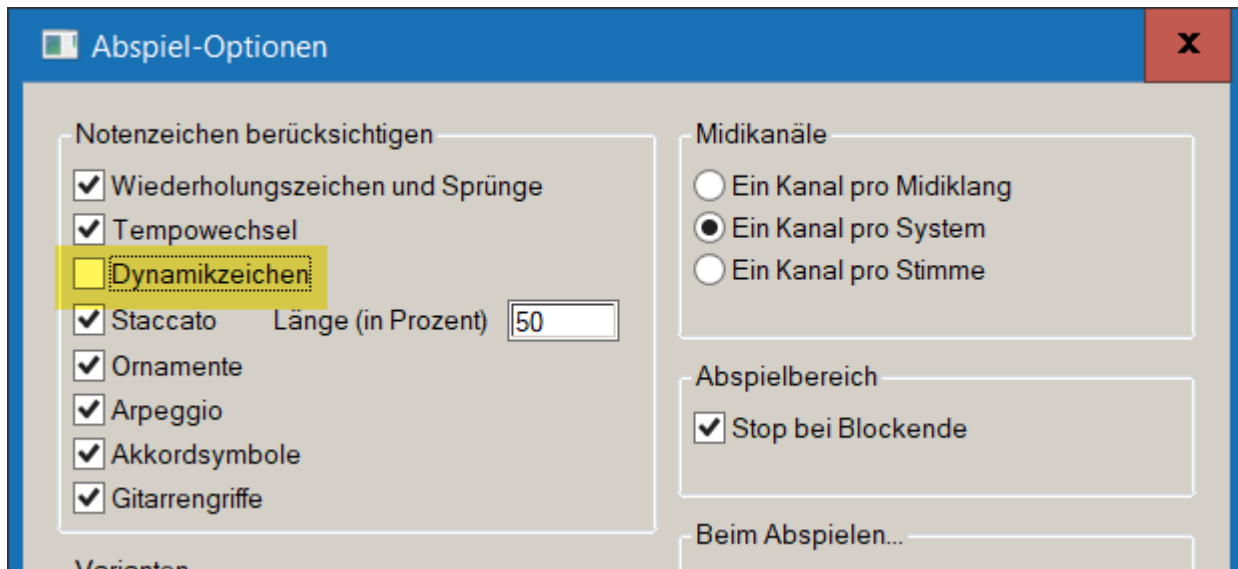 Abspiel-Optionen
Notenzeichen berücksichtigen
Wiederholungszeichen und Sprünge
Tempowechsel
Dynamikzeichen
Staccato Länge (in Prozent) 50
Ornamente
Arpeggio
Akkordsymbole
Gitarrengriffe
Varianten
Midikanäle
Ein Kanal pro Midiklang
Ein Kanal pro System
Ein Kanal pro Stimme
Abspielbereich
Stop bei Blockende
Beim Abspielen...